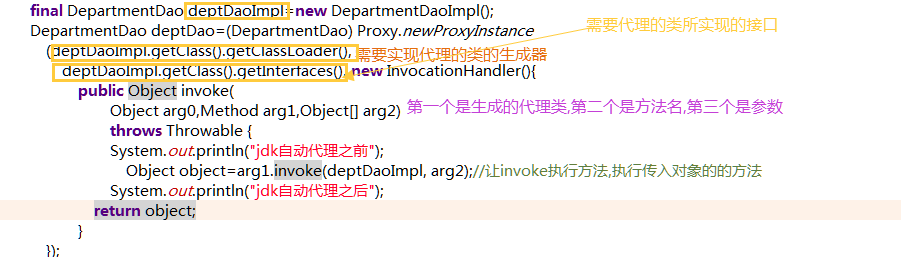 final DepartmentDao deptDaoImpl=new DepartmentDaoImpl();
需要代理的类所实现的接口
DepartmentDao deptDao=(DepartmentDao) Proxy.newProxyInstance
(deptDaoImpl.getClass().getClassLoader(), 需要实现代理的类的生成器
deptDaoImpl.getClass().getInterfaces(), new InvocationHandler(){
public Object invoke(
Object arg0,Method arg1,Object[] arg2) 第一个是生成的代理类,第二个是方法名,第三个是参数
throws Throwable {
System.out.println("jdk自动代理之前");
Object object=arg1.invoke(deptDaoImpl, arg2);//让invoke执行方法,执行传入对象的的方法
System.out.println("jdk自动代理之后");
return object;
}
});